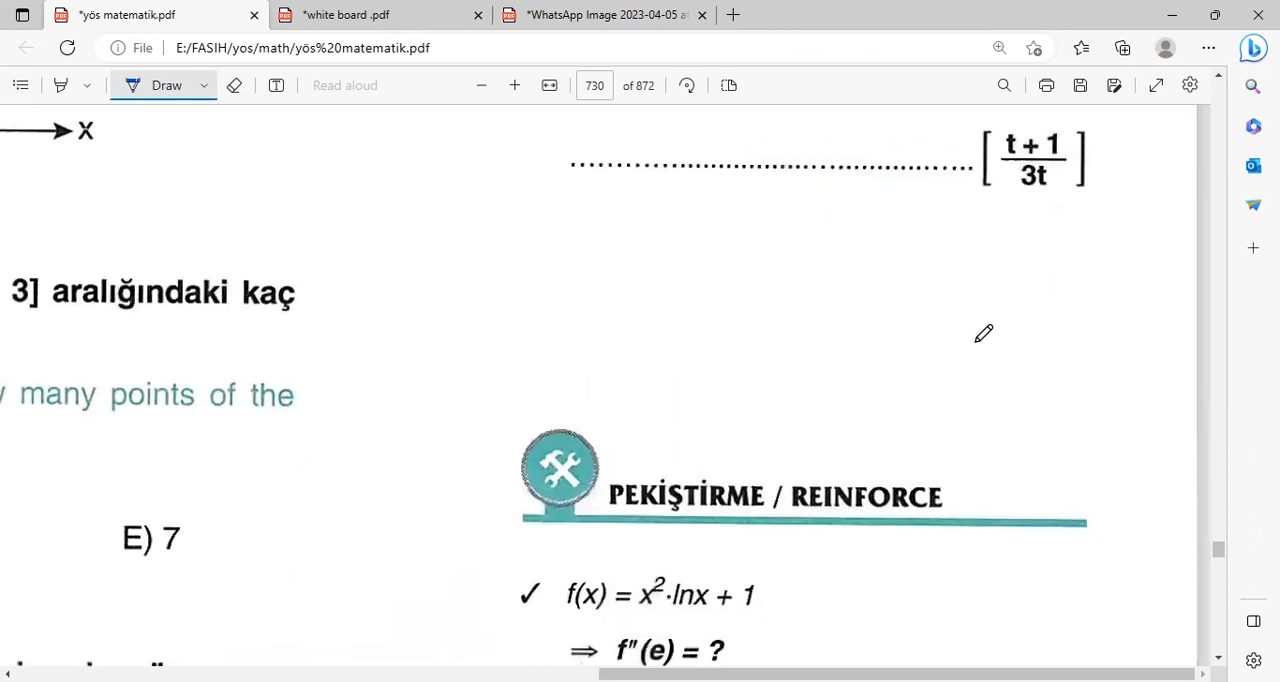 *yös matematik.pdf
*white board .pdf
*WhatsApp Image 2023-04-05 a
File
E:/FASIH/yos/math/yös%20matematik.pdf
Draw
Read aloud
730
of 872
X
[ t + 1 / 3t ]
3] aralığındaki kaç
many points of the
E) 7
PEKİŞTİRME / REINFORCE
✓ f(x) = x²·lnx + 1
⇒ f"(e) = ?